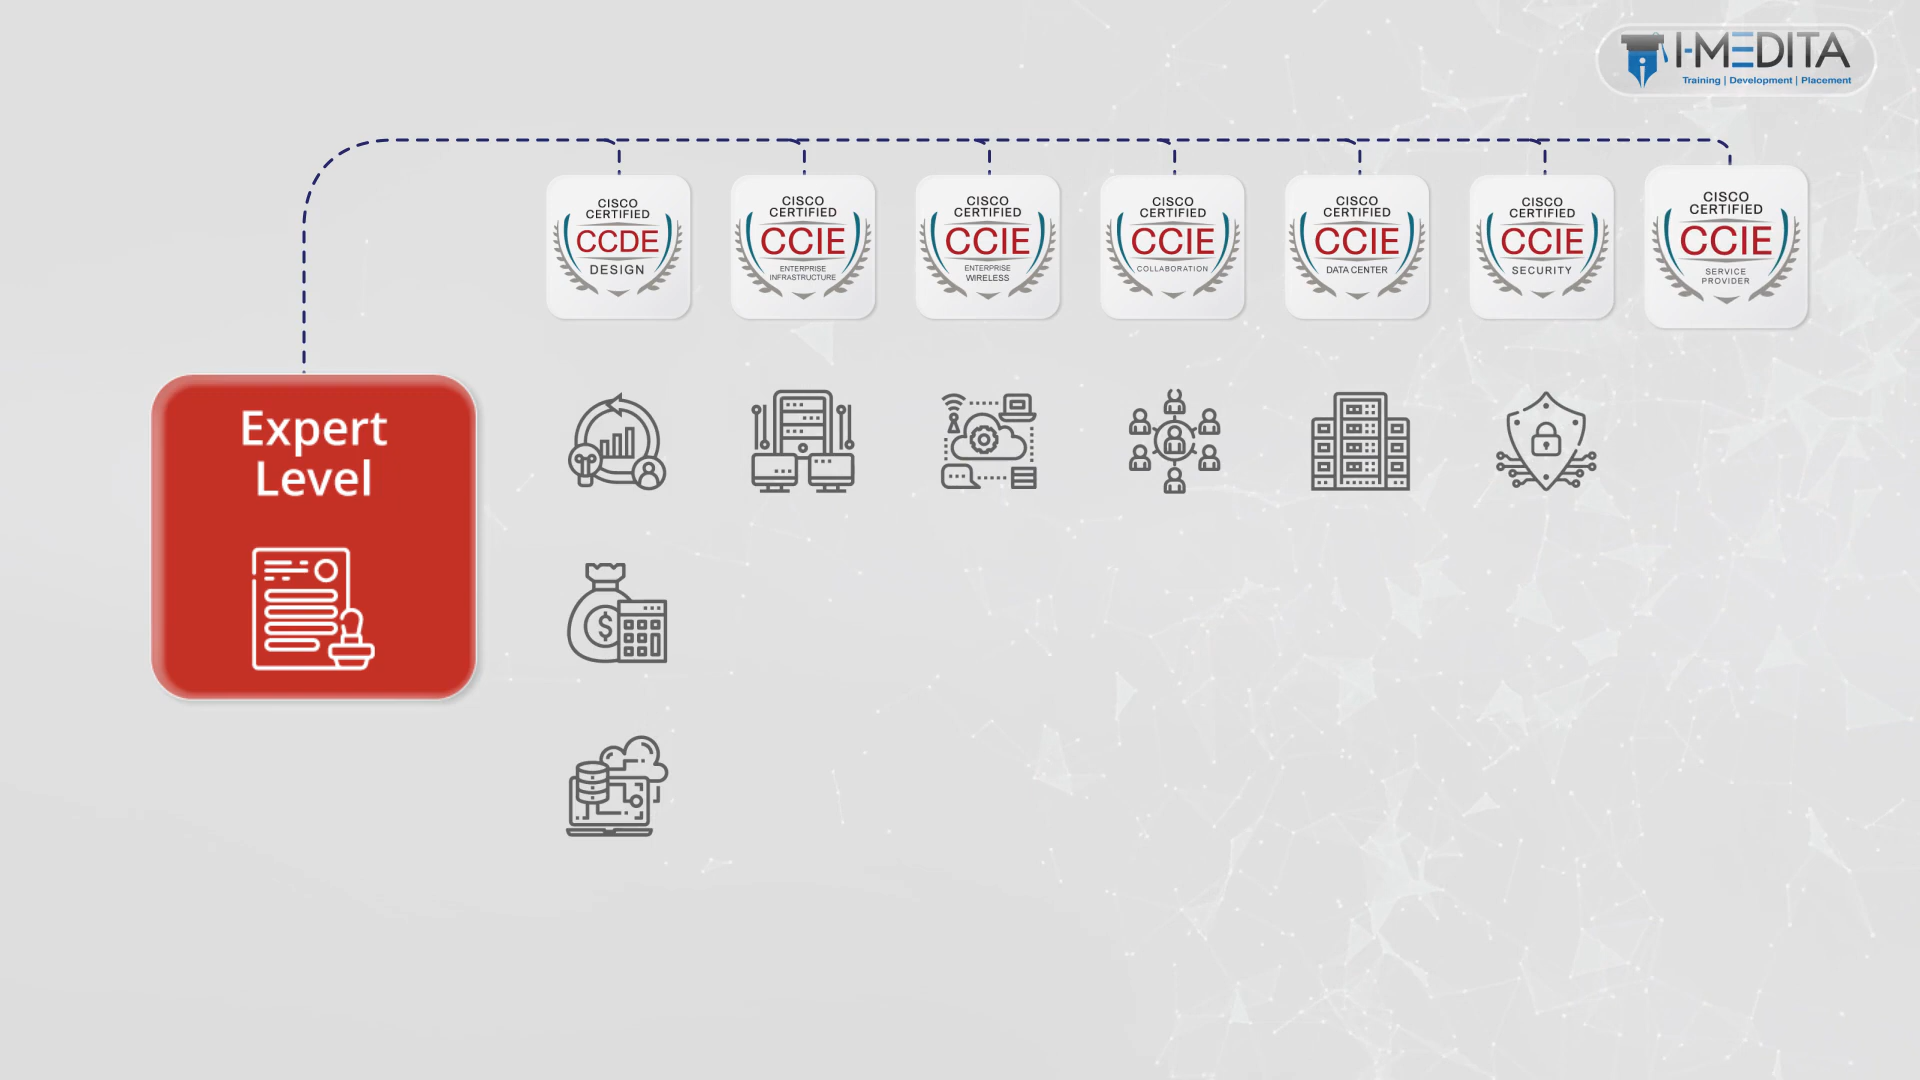 I-MEDITA
Training | Development | Placement
CISCO
CERTIFIED
CCDE
DESIGN
CISCO
CERTIFIED
CCIE
ENTERPRISE
INFRASTRUCTURE
CISCO
CERTIFIED
CCIE
ENTERPRISE
WIRELESS
CISCO
CERTIFIED
CCIE
COLLABORATION
CISCO
CERTIFIED
CCIE
DATA CENTER
CISCO
CERTIFIED
CCIE
SECURITY
CISCO
CERTIFIED
CCIE
SERVICE
PROVIDER
Expert
Level
$